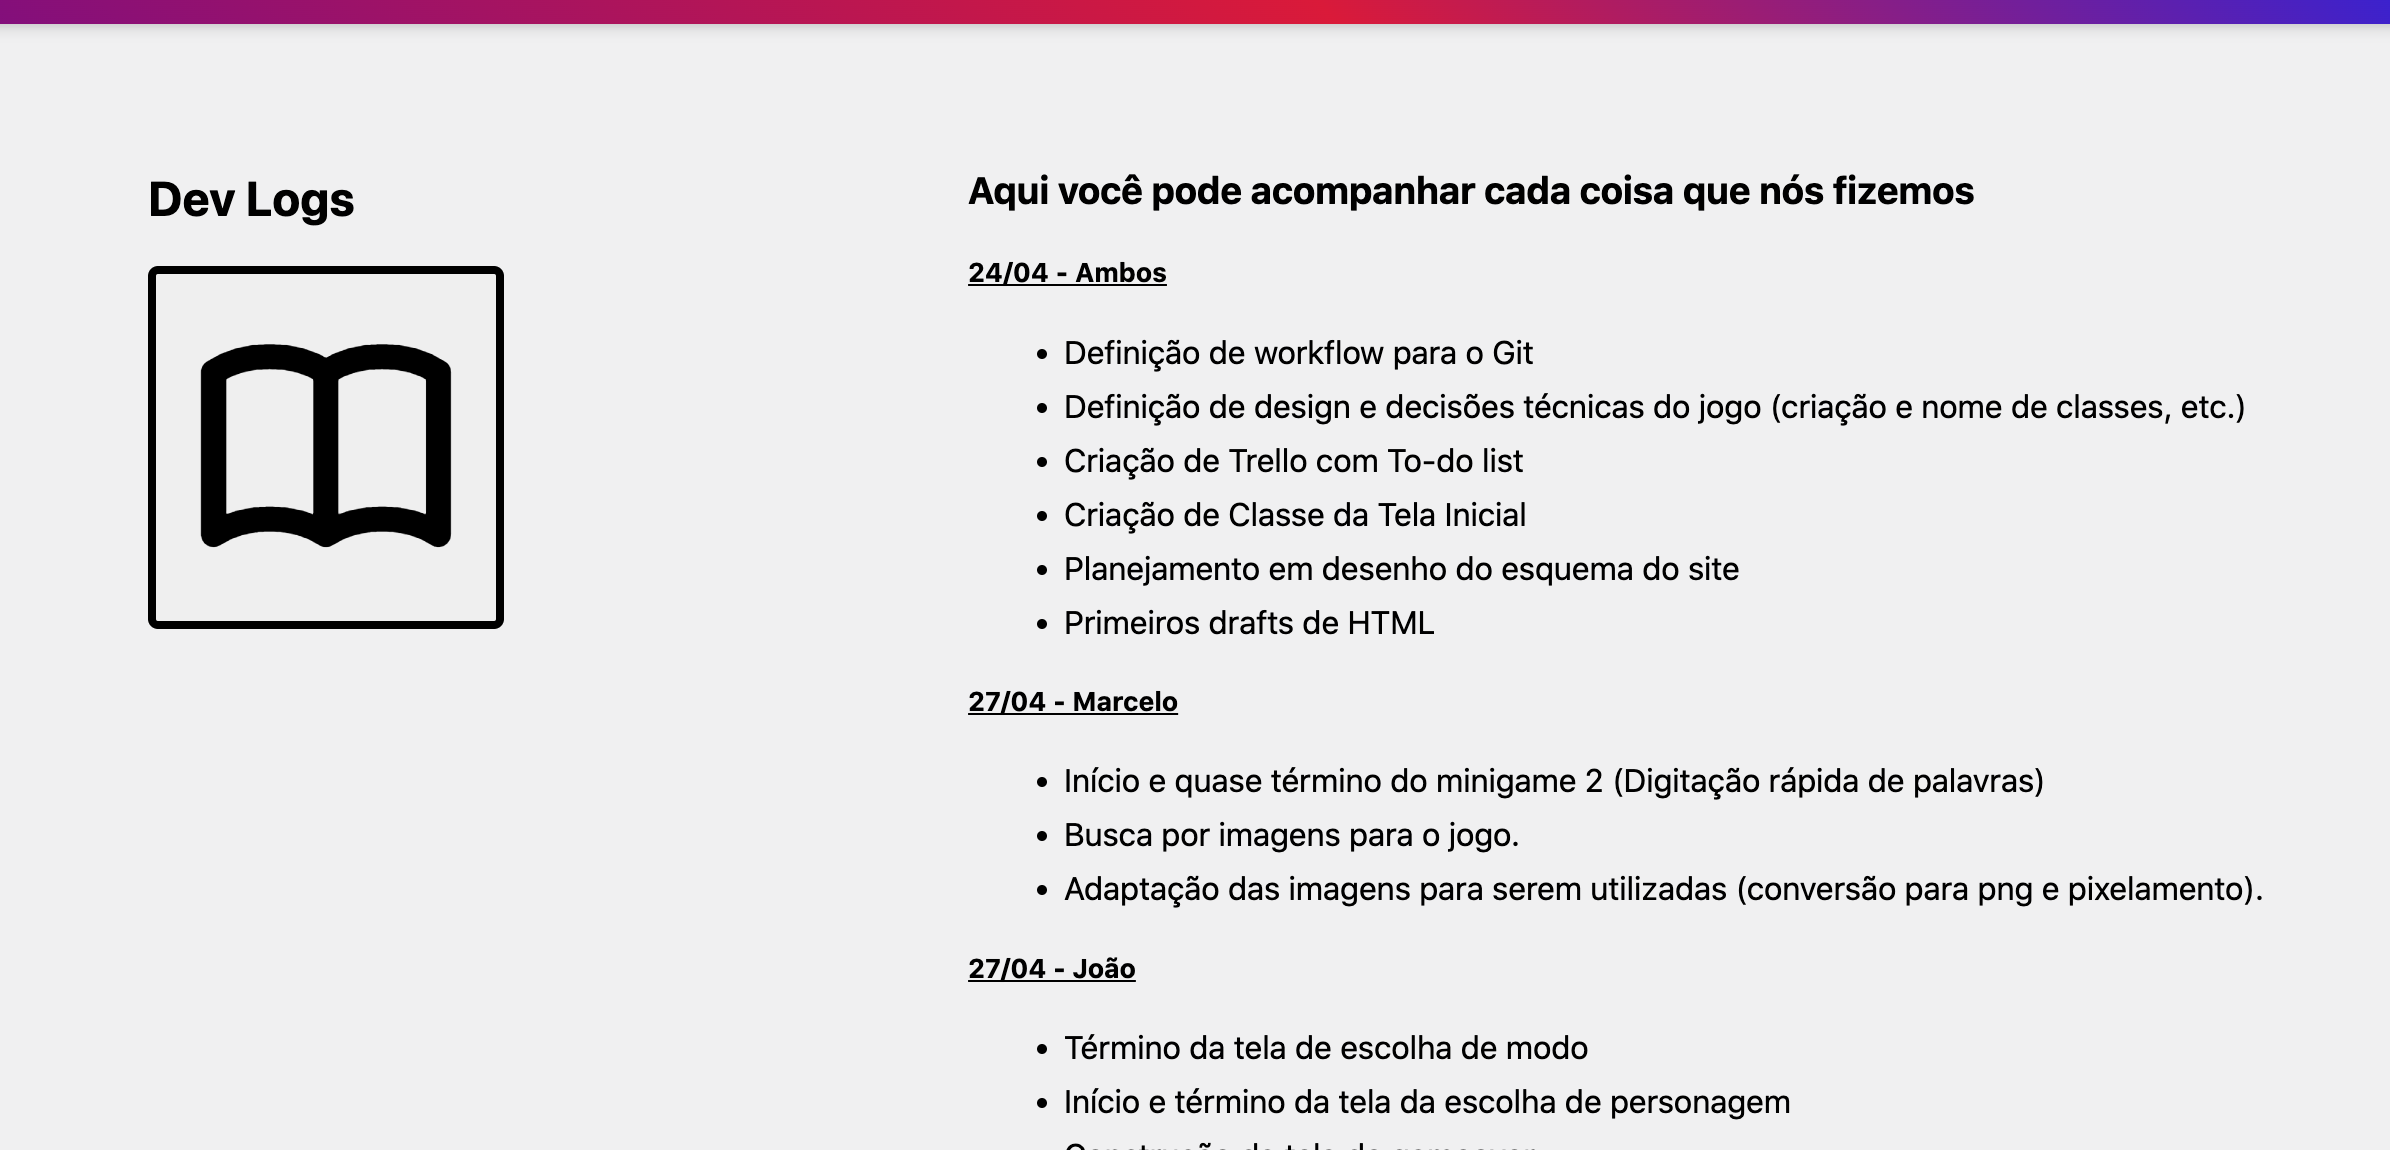 Dev Logs
Aqui você pode acompanhar cada coisa que nós fizemos
24/04 - Ambos
• Definição de workflow para o Git
• Definição de design e decisões técnicas do jogo (criação e nome de classes, etc.)
• Criação de Trello com To-do list
• Criação de Classe da Tela Inicial
• Planejamento em desenho do esquema do site
• Primeiros drafts de HTML
27/04 - Marcelo
• Início e quase término do minigame 2 (Digitação rápida de palavras)
• Busca por imagens para o jogo.
• Adaptação das imagens para serem utilizadas (conversão para png e pixelamento).
27/04 - João
• Término da tela de escolha de modo
• Início e término da tela da escolha de personagem